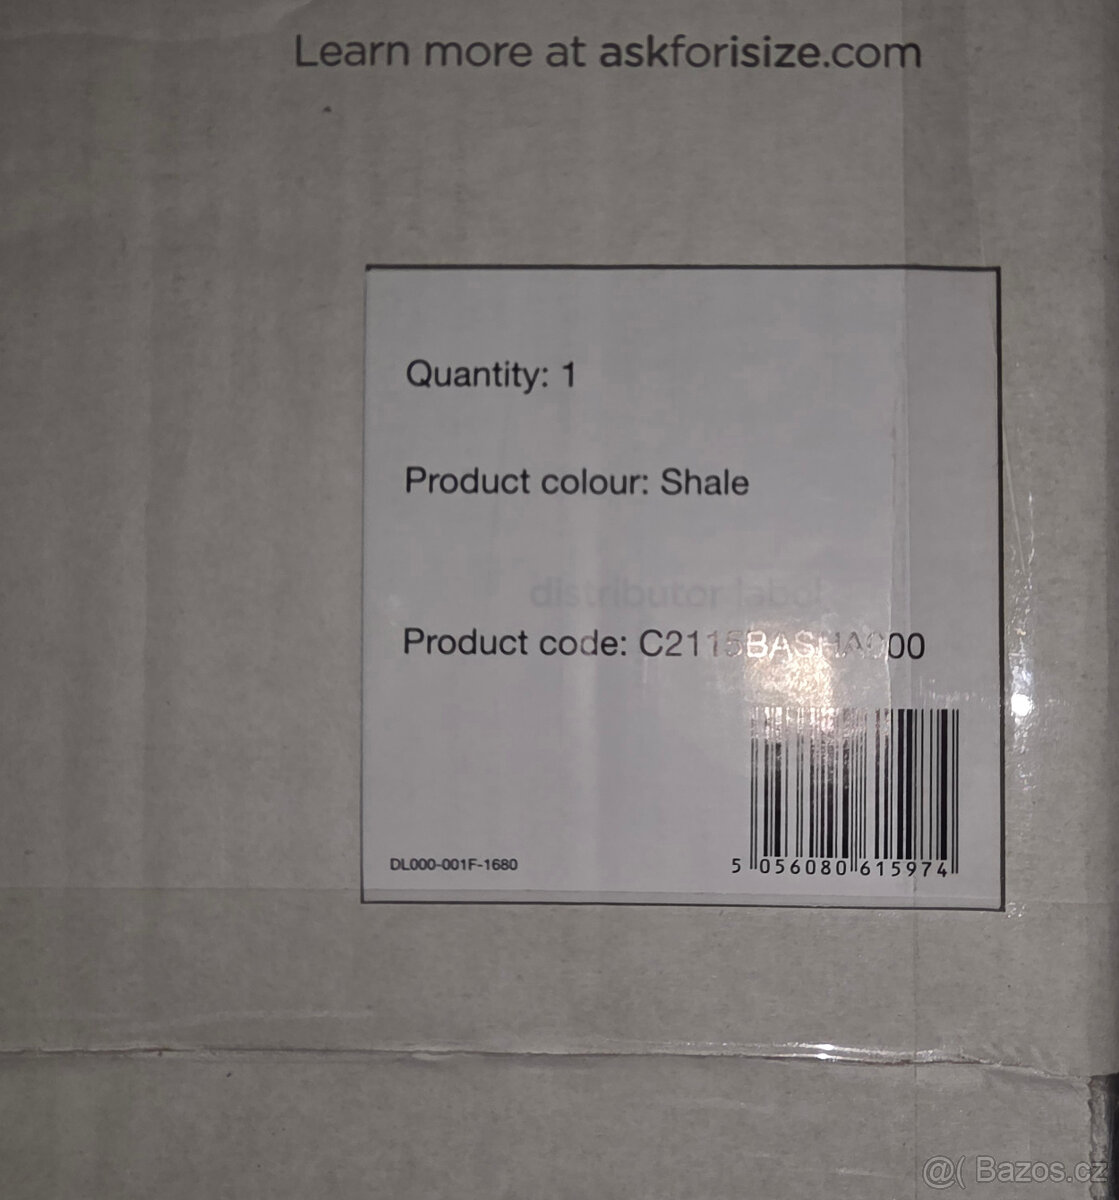 Learn more at askforisize.com
Quantity: 1
Product colour: Shale
distributor label
Product code: C2115BASHA000
DL000-001F-1680
5 056080 615974
@( Bazos.cz